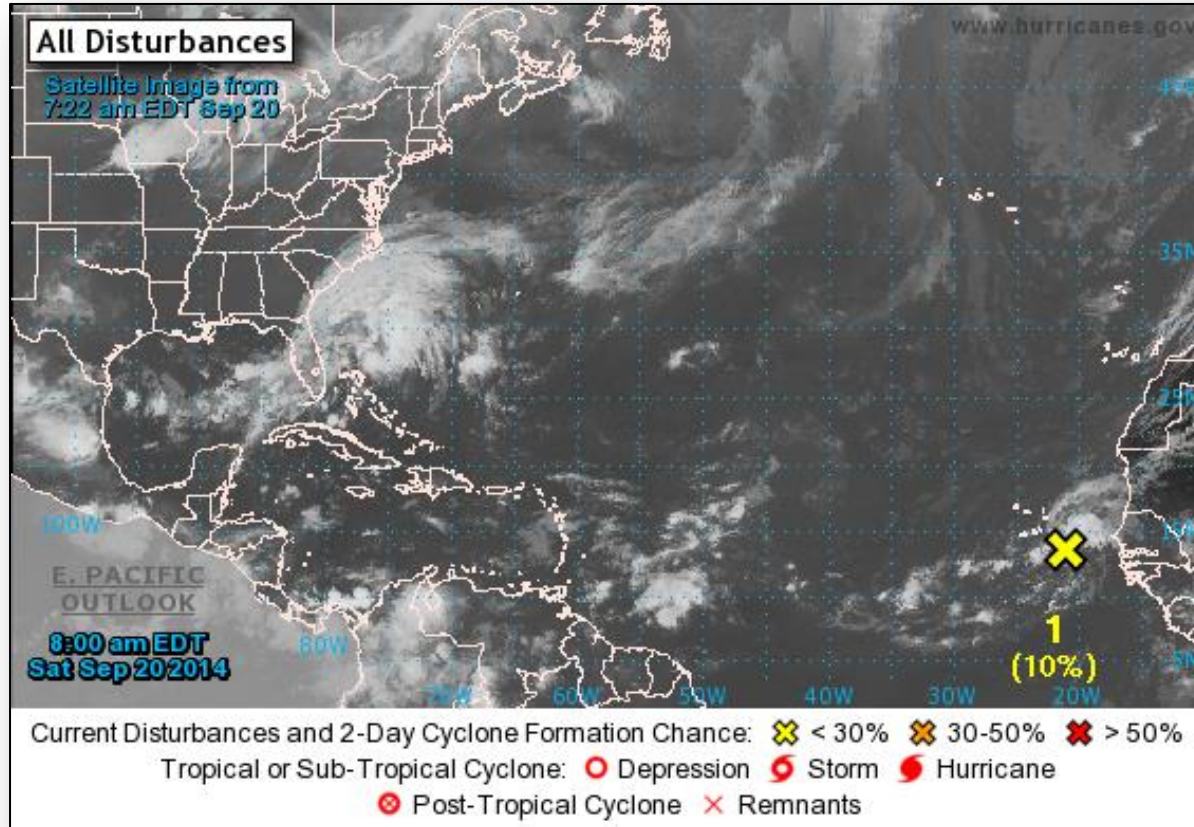 All Disturbances
www.hurricanes.gov
Satellite Image from
7:22 am EDT Sep 20
45N
35N
25N
15N
5N
100W
E. PACIFIC
OUTLOOK
8:00 am EDT
Sat Sep 20 2014
80W
70W
60W
50W
40W
30W
20W
1
(10%)
Current Disturbances and 2-Day Cyclone Formation Chance: < 30% 30-50% > 50%
Tropical or Sub-Tropical Cyclone: Depression Storm Hurricane
Post-Tropical Cyclone Remnants